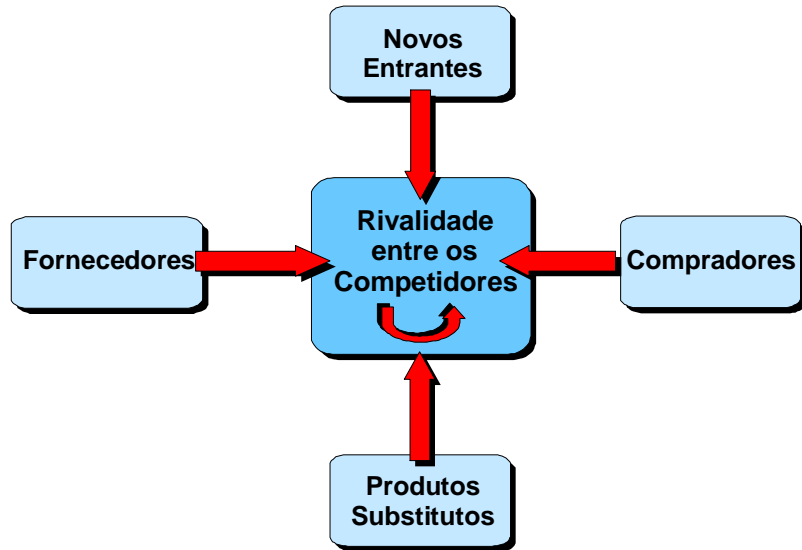 Novos
Entrantes
Rivalidade
entre os
Competidores
Fornecedores
Compradores
Produtos
Substitutos